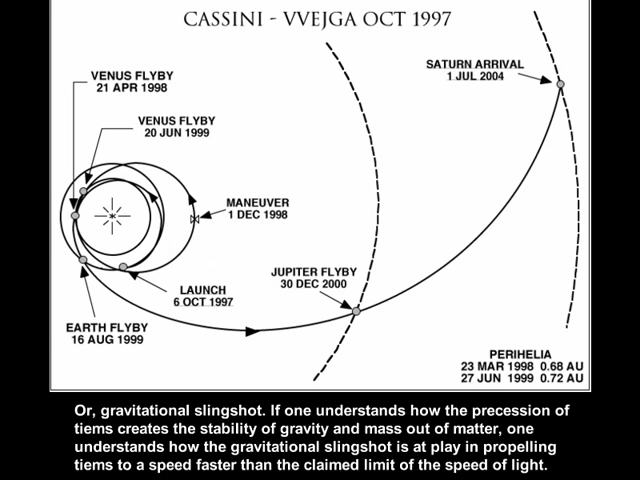 CASSINI - VVEJGA OCT 1997
VENUS FLYBY
21 APR 1998
VENUS FLYBY
20 JUN 1999
SATURN ARRIVAL
1 JUL 2004
MANEUVER
1 DEC 1998
JUPITER FLYBY
30 DEC 2000
LAUNCH
6 OCT 1997
EARTH FLYBY
16 AUG 1999
PERIHELIA
23 MAR 1998 0.68 AU
27 JUN 1999 0.72 AU
Or, gravitational slingshot. If one understands how the precession of
tiems creates the stability of gravity and mass out of matter, one
understands how the gravitational slingshot is at play in propelling
tiems to a speed faster than the claimed limit of the speed of light.